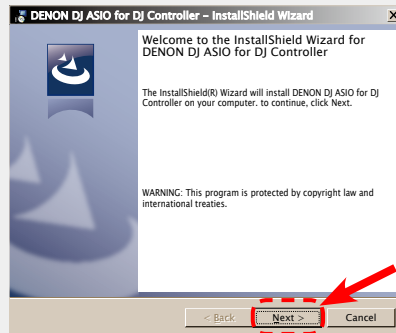 DENON DJ ASIO for DJ Controller – InstallShield Wizard
Welcome to the InstallShield Wizard for
DENON DJ ASIO for DJ Controller
The InstallShield(R) Wizard will install DENON DJ ASIO for DJ
Controller on your computer. to continue, click Next.
WARNING: This program is protected by copyright law and
international treaties.
< Back Next > Cancel